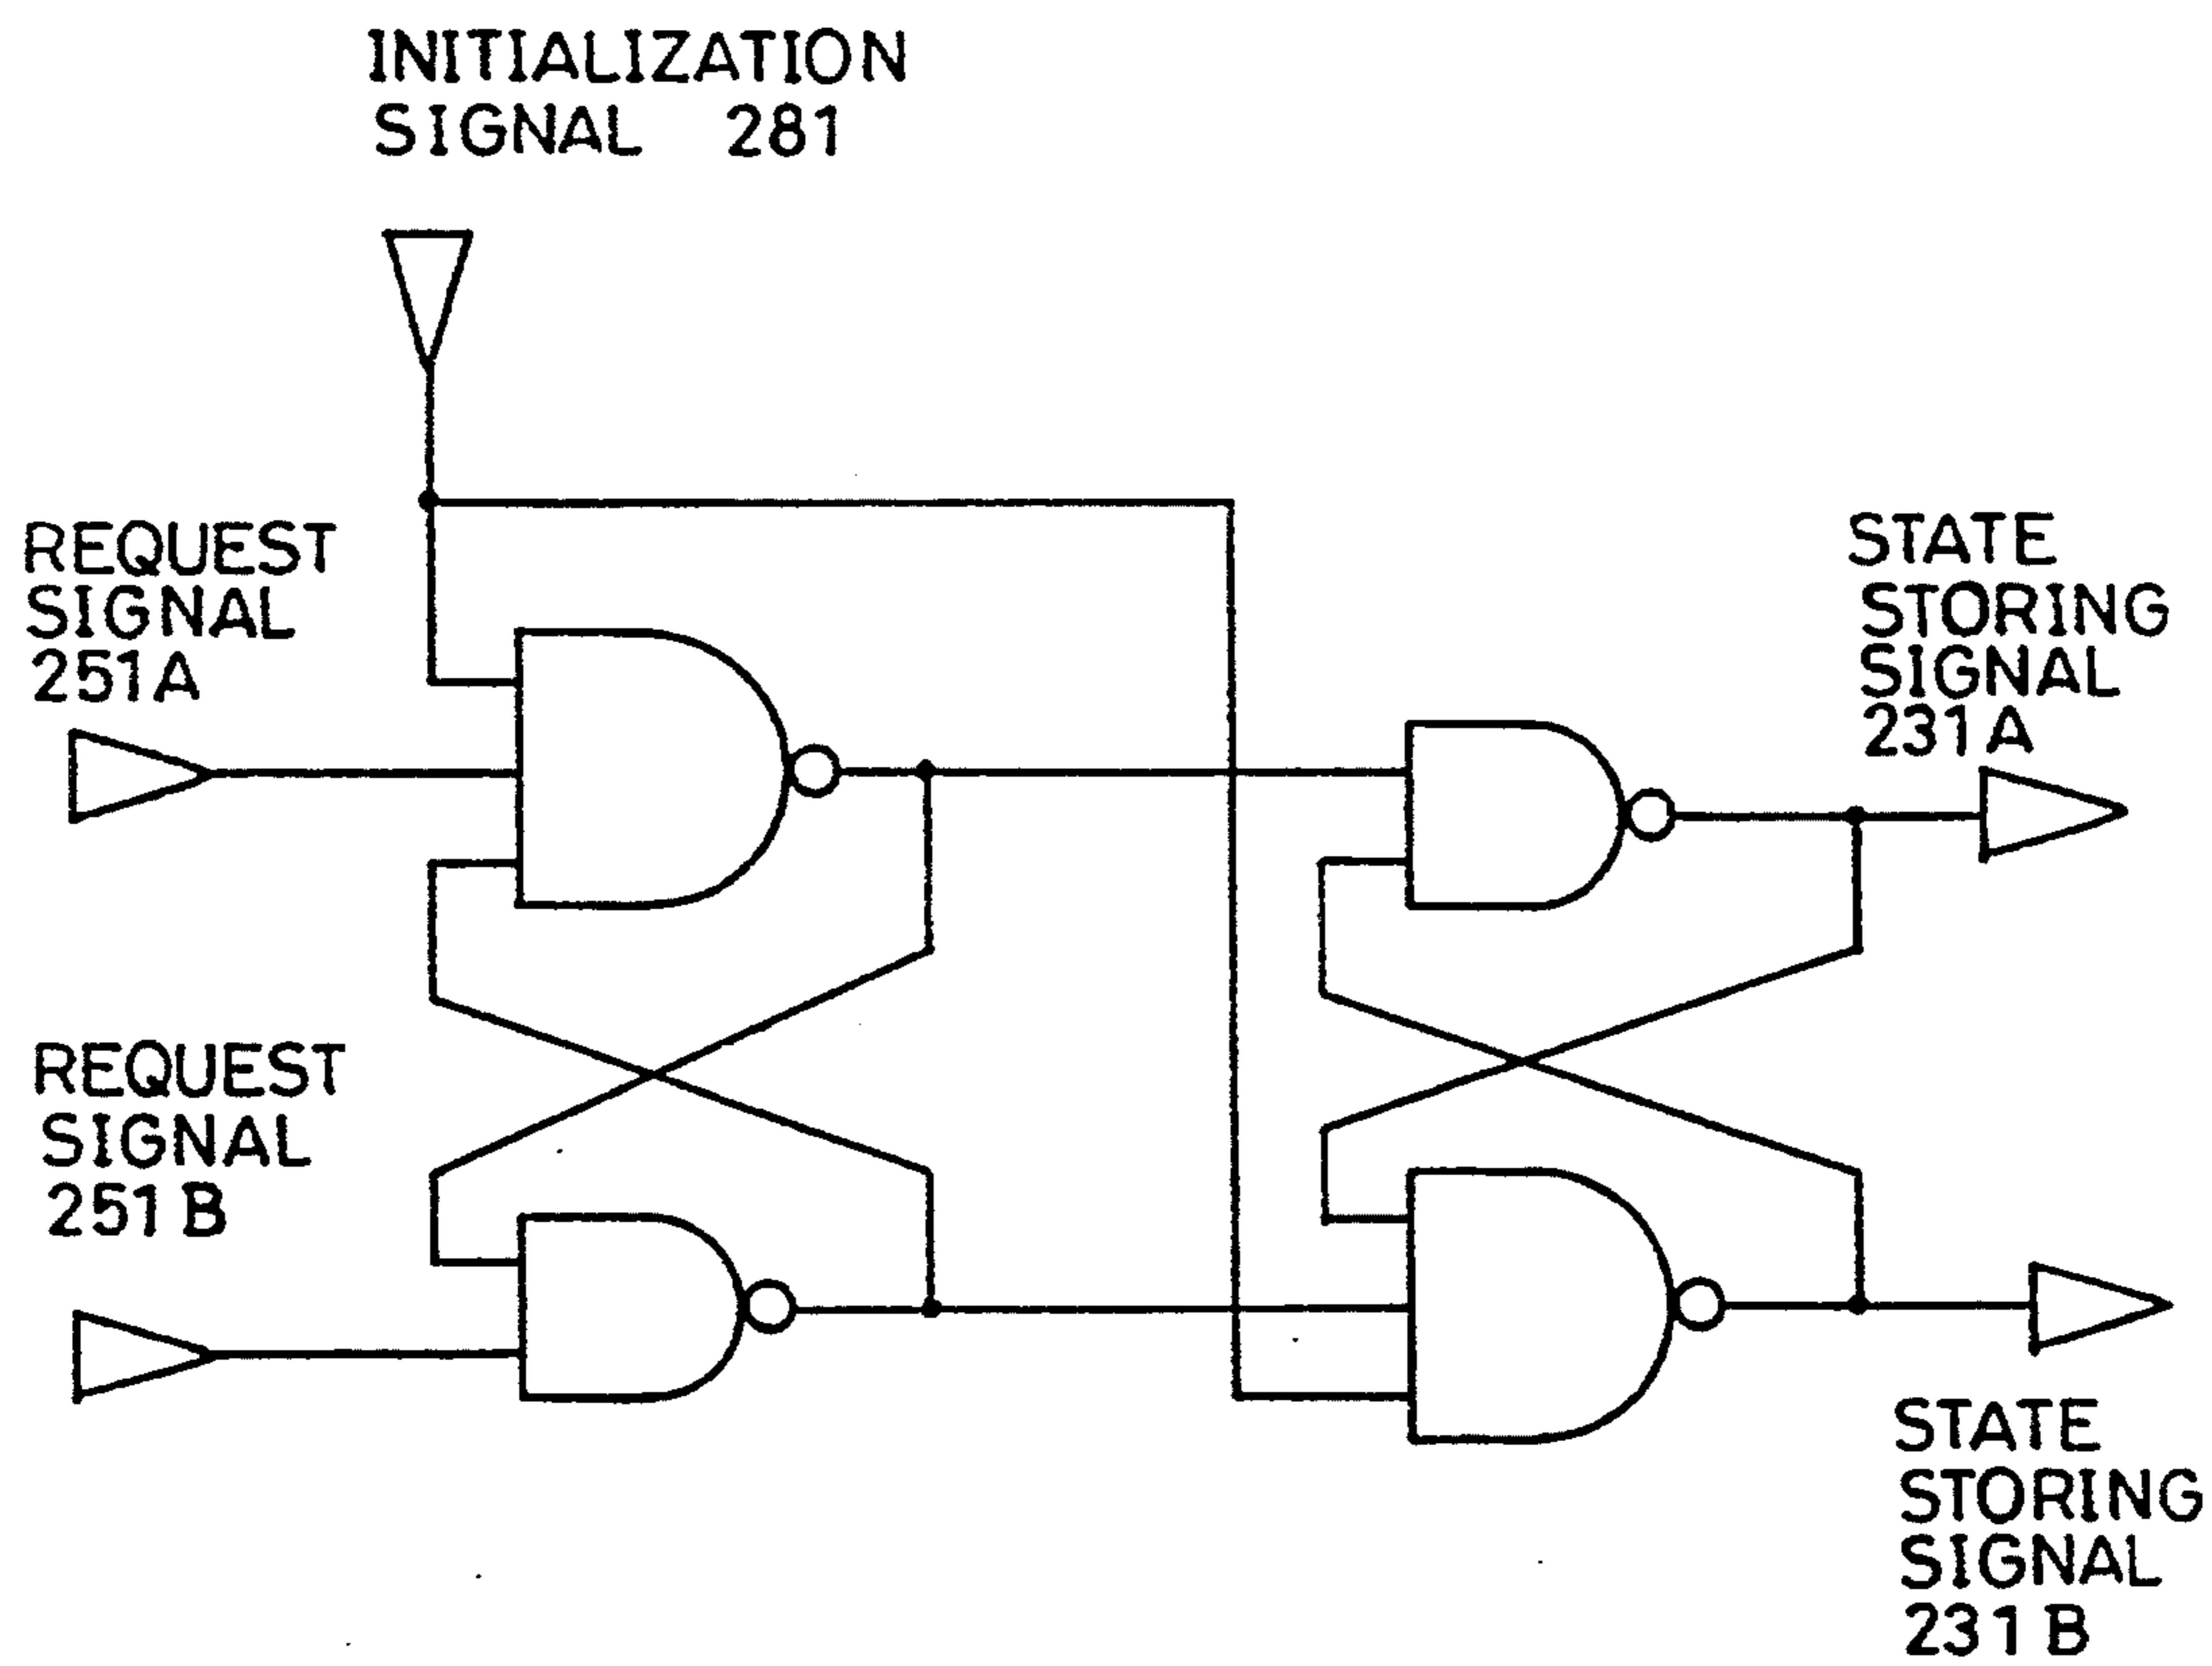 INITIALIZATION
SIGNAL 281
REQUEST
SIGNAL
251A
STATE
STORING
SIGNAL
231A
REQUEST
SIGNAL
251B
STATE
STORING
SIGNAL
231B